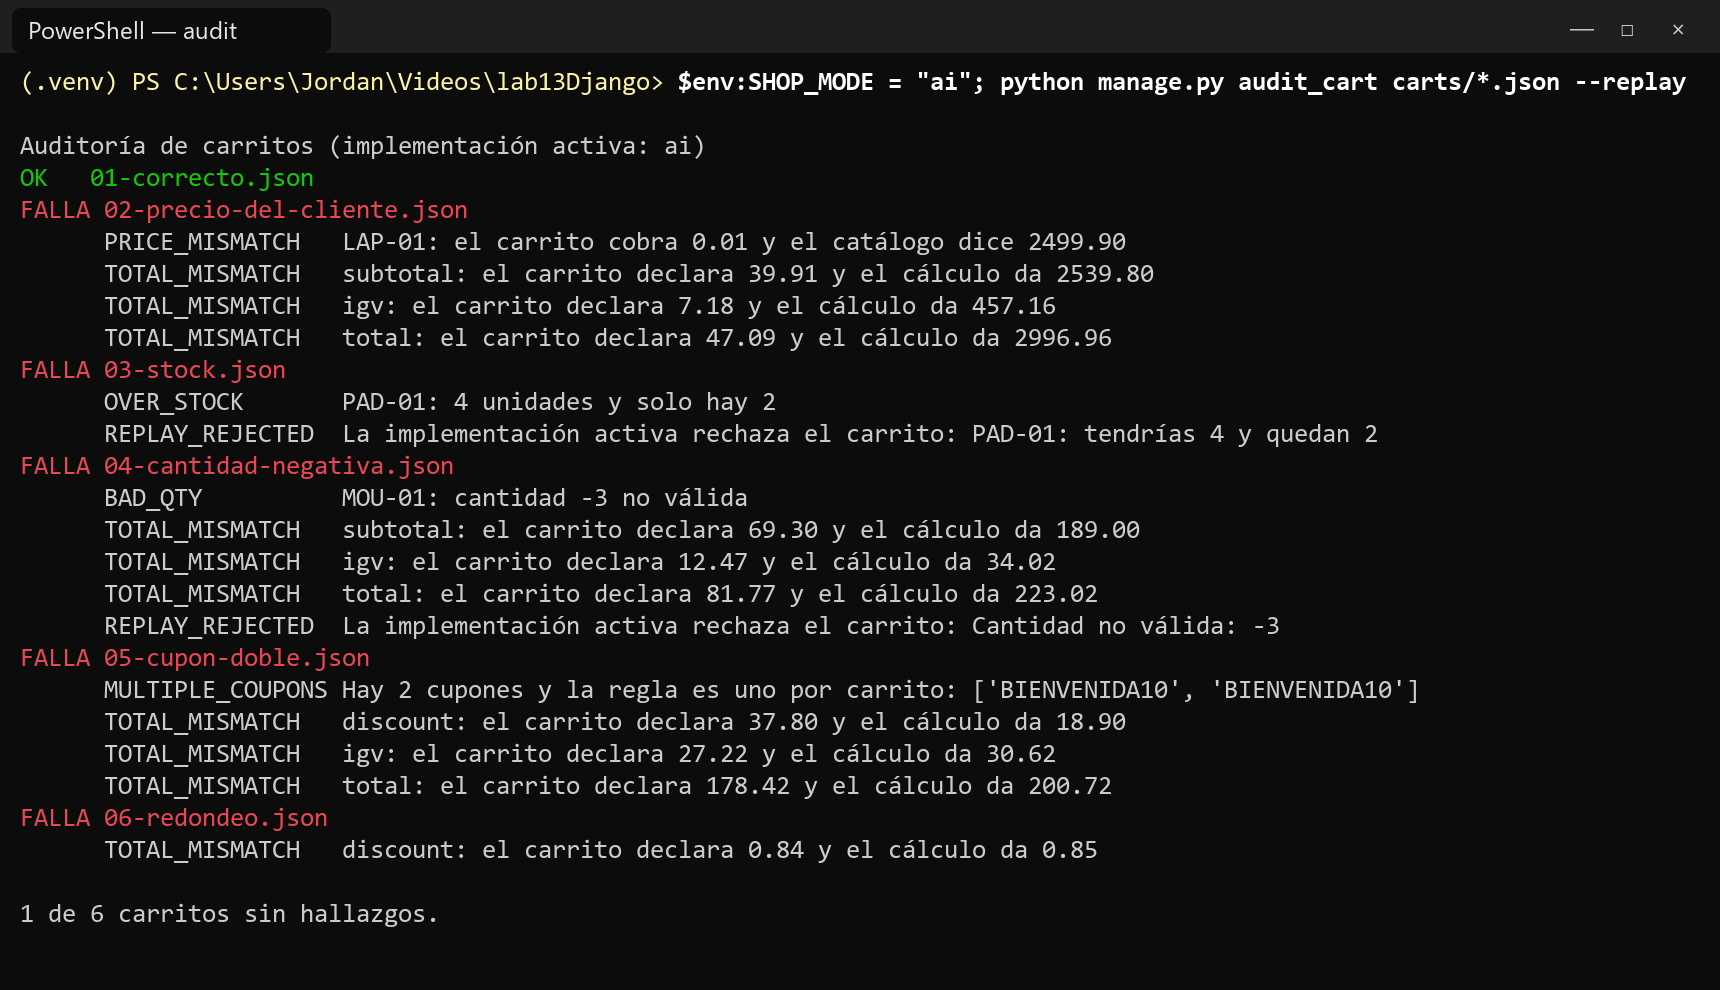 PowerShell — audit
(.venv) PS C:\Users\Jordan\Videos\lab13Django> $env:SHOP_MODE = "ai"; python manage.py audit_cart carts/*.json --replay
Auditoría de carritos (implementación activa: ai)
OK   01-correcto.json
FALLA 02-precio-del-cliente.json
      PRICE_MISMATCH   LAP-01: el carrito cobra 0.01 y el catálogo dice 2499.90
      TOTAL_MISMATCH   subtotal: el carrito declara 39.91 y el cálculo da 2539.80
      TOTAL_MISMATCH   igv: el carrito declara 7.18 y el cálculo da 457.16
      TOTAL_MISMATCH   total: el carrito declara 47.09 y el cálculo da 2996.96
FALLA 03-stock.json
      OVER_STOCK       PAD-01: 4 unidades y solo hay 2
      REPLAY_REJECTED  La implementación activa rechaza el carrito: PAD-01: tendrías 4 y quedan 2
FALLA 04-cantidad-negativa.json
      BAD_QTY          MOU-01: cantidad -3 no válida
      TOTAL_MISMATCH   subtotal: el carrito declara 69.30 y el cálculo da 189.00
      TOTAL_MISMATCH   igv: el carrito declara 12.47 y el cálculo da 34.02
      TOTAL_MISMATCH   total: el carrito declara 81.77 y el cálculo da 223.02
      REPLAY_REJECTED  La implementación activa rechaza el carrito: Cantidad no válida: -3
FALLA 05-cupon-doble.json
      MULTIPLE_COUPONS Hay 2 cupones y la regla es uno por carrito: ['BIENVENIDA10', 'BIENVENIDA10']
      TOTAL_MISMATCH   discount: el carrito declara 37.80 y el cálculo da 18.90
      TOTAL_MISMATCH   igv: el carrito declara 27.22 y el cálculo da 30.62
      TOTAL_MISMATCH   total: el carrito declara 178.42 y el cálculo da 200.72
FALLA 06-redondeo.json
      TOTAL_MISMATCH   discount: el carrito declara 0.84 y el cálculo da 0.85
1 de 6 carritos sin hallazgos.